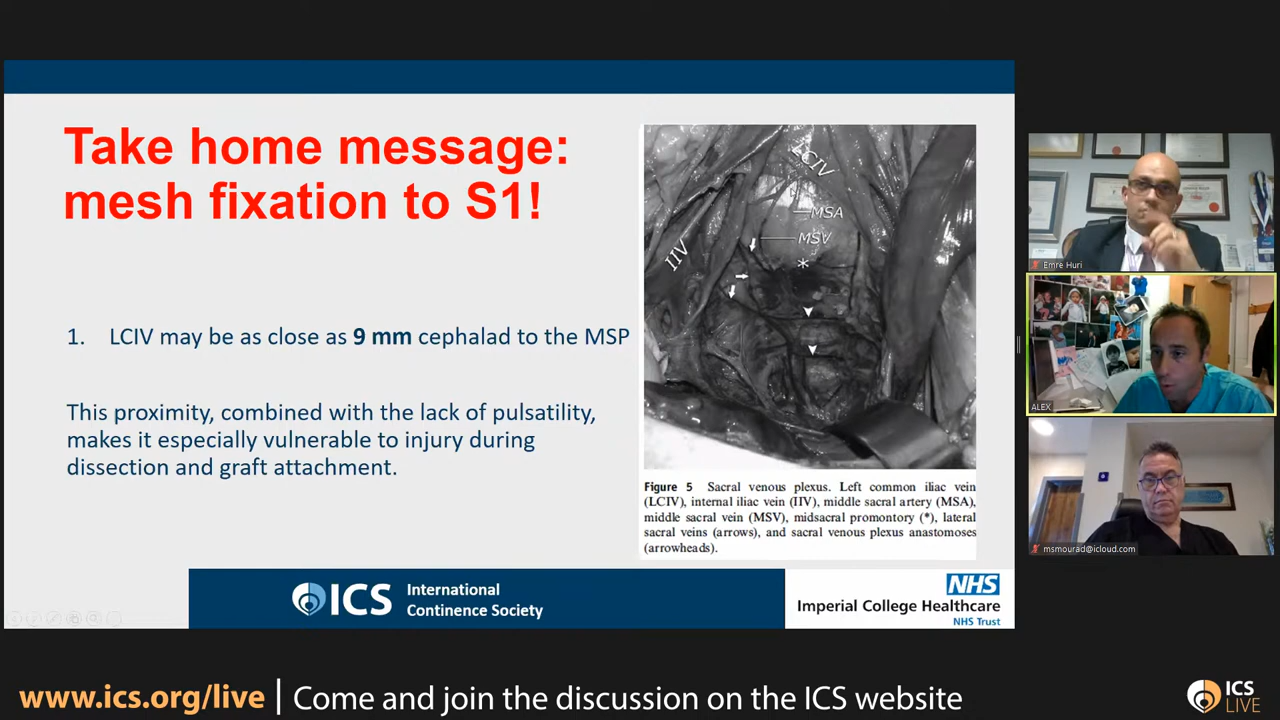 Take home message:
mesh fixation to S1!
1. LCIV may be as close as 9 mm cephalad to the MSP
This proximity, combined with the lack of pulsatility,
makes it especially vulnerable to injury during
dissection and graft attachment.
LCIV
MSA
MSV
IIV
*
Figure 5 Sacral venous plexus. Left common iliac vein
(LCIV), internal iliac vein (IIV), middle sacral artery (MSA),
middle sacral vein (MSV), midsacral promontory (*), lateral
sacral veins (arrows), and sacral venous plexus anastomoses
(arrowheads).
ICS
International
Continence Society
NHS
Imperial College Healthcare
NHS Trust
Emre Huri
ALEX
msmourad@icloud.com
www.ics.org/live | Come and join the discussion on the ICS website
ICS
LIVE